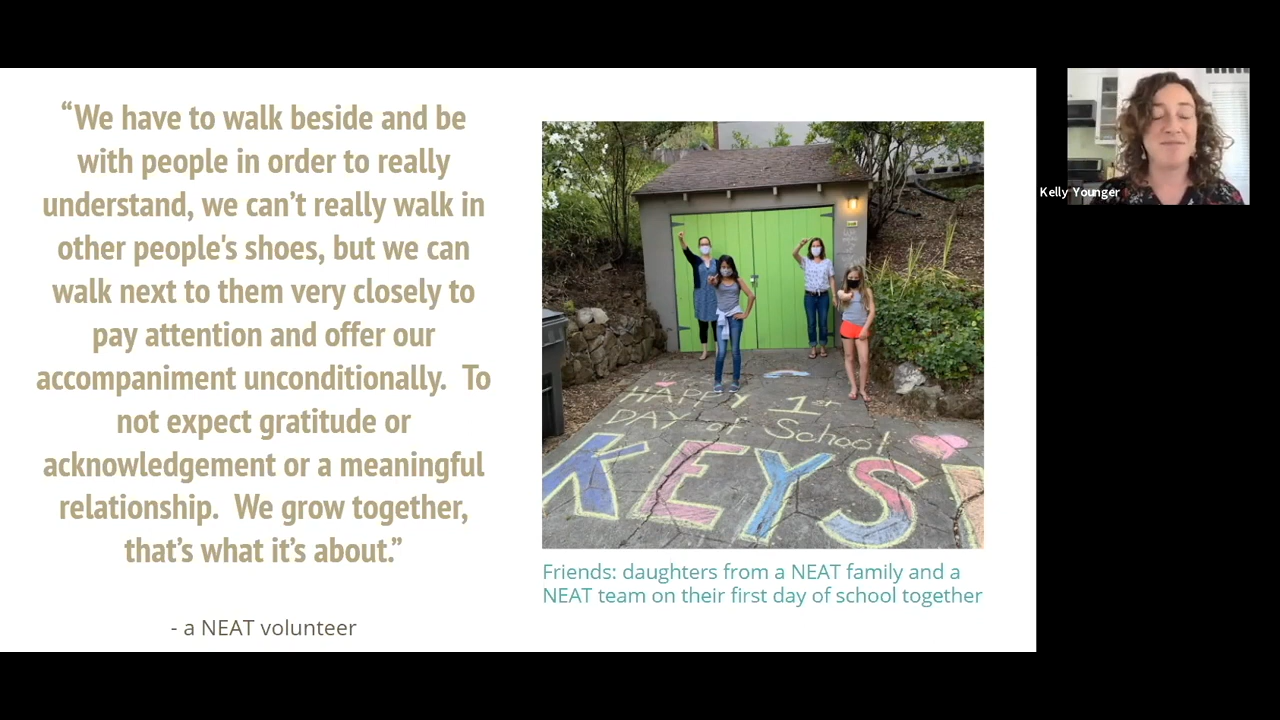 “We have to walk beside and be
with people in order to really
understand, we can’t really walk in
other people's shoes, but we can
walk next to them very closely to
pay attention and offer our
accompaniment unconditionally.  To
not expect gratitude or
acknowledgement or a meaningful
relationship.  We grow together,
that’s what it’s about.”
- a NEAT volunteer
HAPPY 1st
DAY of School
KEYS
Friends: daughters from a NEAT family and a
NEAT team on their first day of school together
Kelly Younger